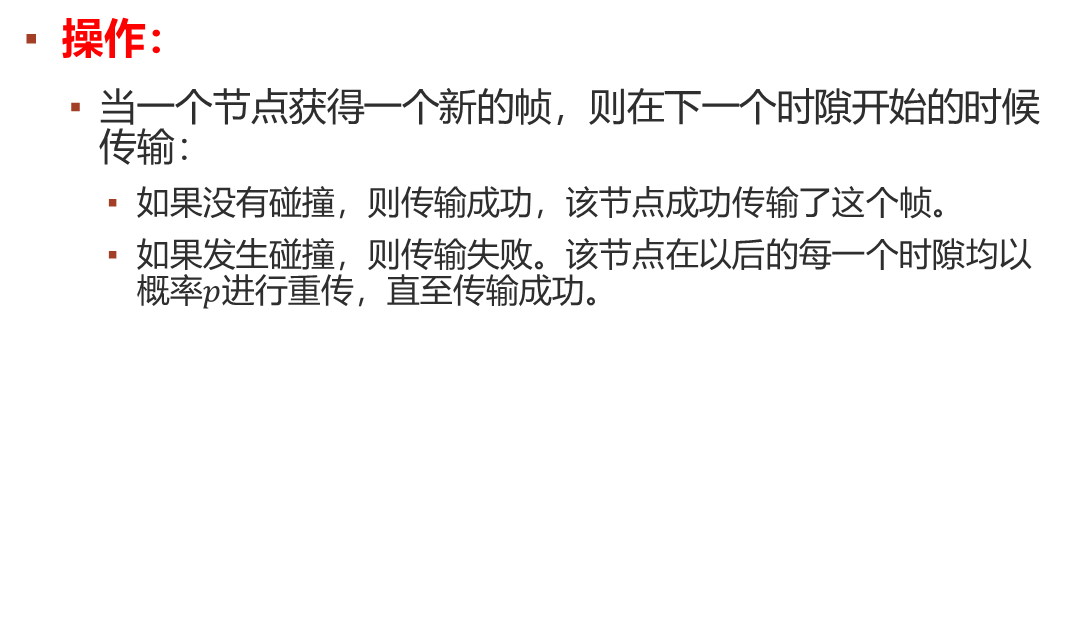 操作：
当一个节点获得一个新的帧，则在下一个时隙开始的时候
传输：
如果没有碰撞，则传输成功，该节点成功传输了这个帧。
如果发生碰撞，则传输失败。该节点在以后的每一个时隙均以
概率p进行重传，直至传输成功。